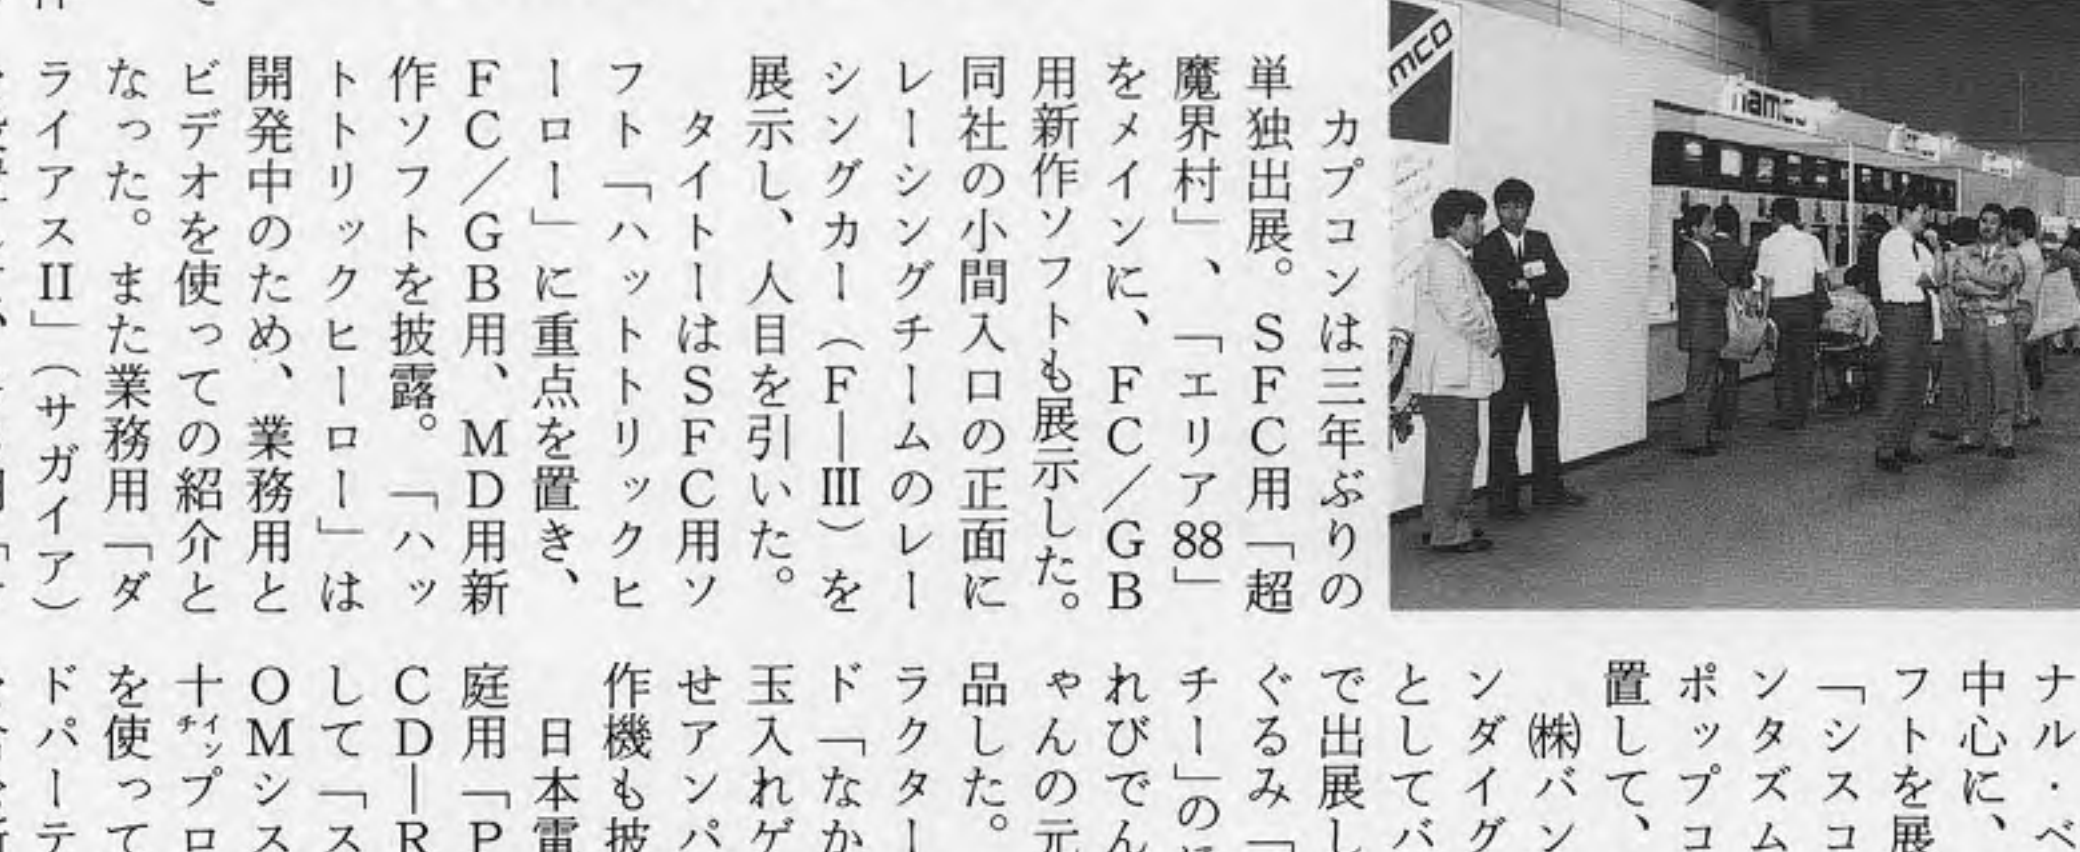 namco
namco
カプコンは三年ぶりの
単独出展。SFC用「超
魔界村」、「エリア88」
をメインに、FC/GB
用新作ソフトも展示した。
同社の小間入口の正面に
レーシングチームのレー
シングカー(F―III)を
展示し、人目を引いた。
タイトーはSFC用ソ
フト「ハットトリックヒ
ーロー」に重点を置き、
FC/GB用、MD用新
作ソフトを披露。「ハッ
トトリックヒーロー」は
開発中のため、業務用と
ビデオを使っての紹介と
なった。また業務用「ダ
ライアスII」(サガイア)
ナル・ベ
中心に、
フトを展
「シスコ
ンタズム
ポップコ
置して、
㈱バン
ンダイグ
としてバ
で出展し
ぐるみ「
チー」の
れびでん
ゃんの元
品した。
ラクター
ド「なか
玉入れゲ
せアンパ
作機も披
日本電
庭用「P
CD―R
して「ス
OMシス
十インチプロ
を使って
ドパーテ